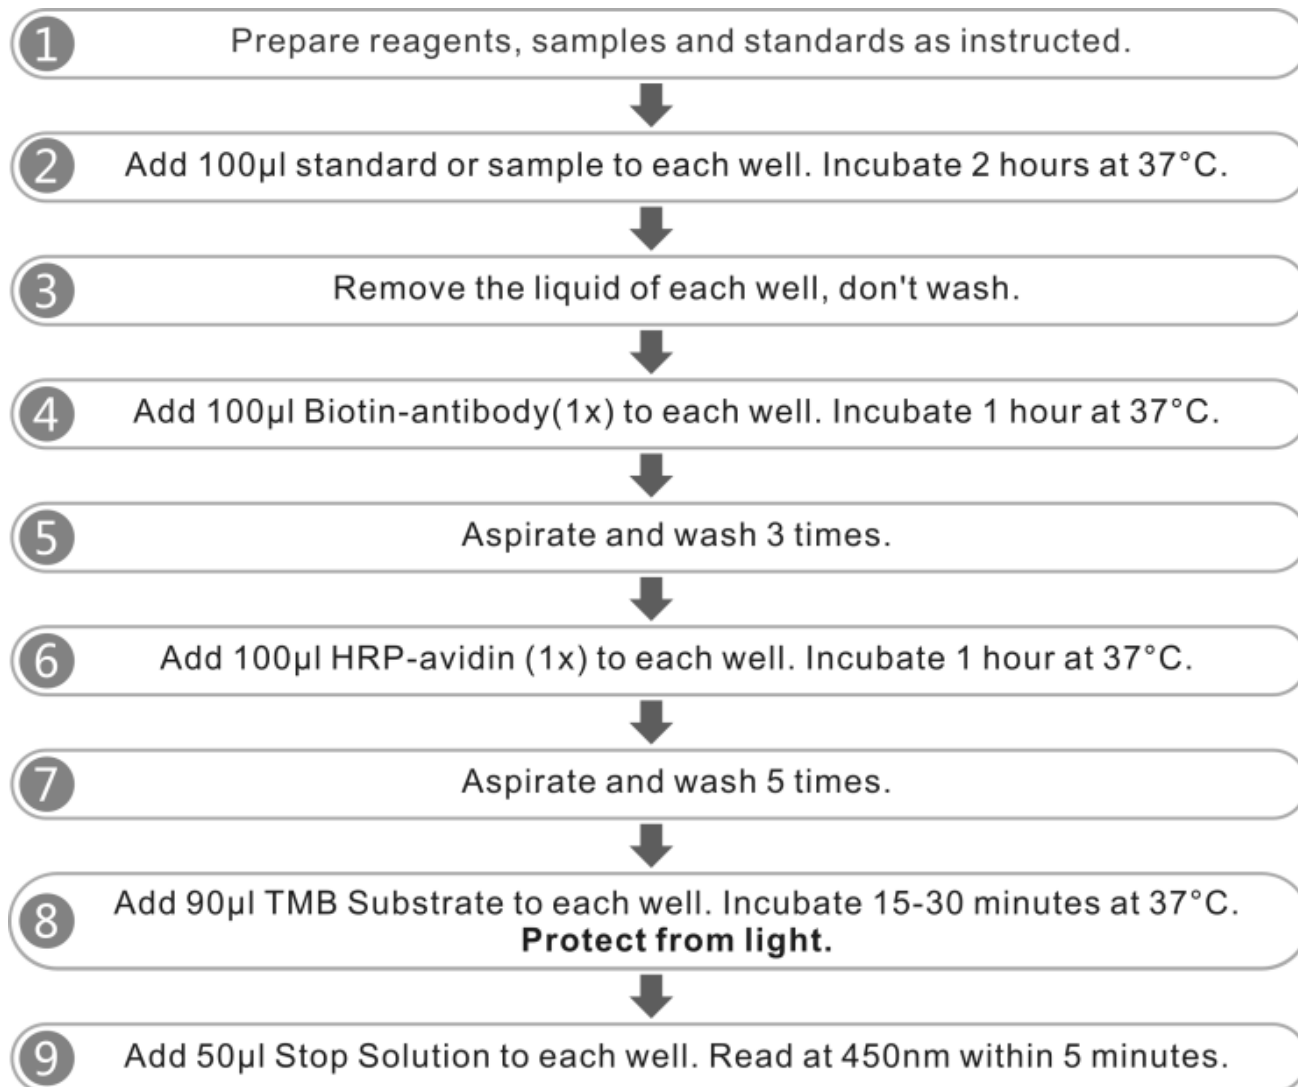 1 Prepare reagents, samples and standards as instructed.
2 Add 100µl standard or sample to each well. Incubate 2 hours at 37°C.
3 Remove the liquid of each well, don't wash.
4 Add 100µl Biotin-antibody(1x) to each well. Incubate 1 hour at 37°C.
5 Aspirate and wash 3 times.
6 Add 100µl HRP-avidin (1x) to each well. Incubate 1 hour at 37°C.
7 Aspirate and wash 5 times.
8 Add 90µl TMB Substrate to each well. Incubate 15-30 minutes at 37°C.
Protect from light.
9 Add 50µl Stop Solution to each well. Read at 450nm within 5 minutes.